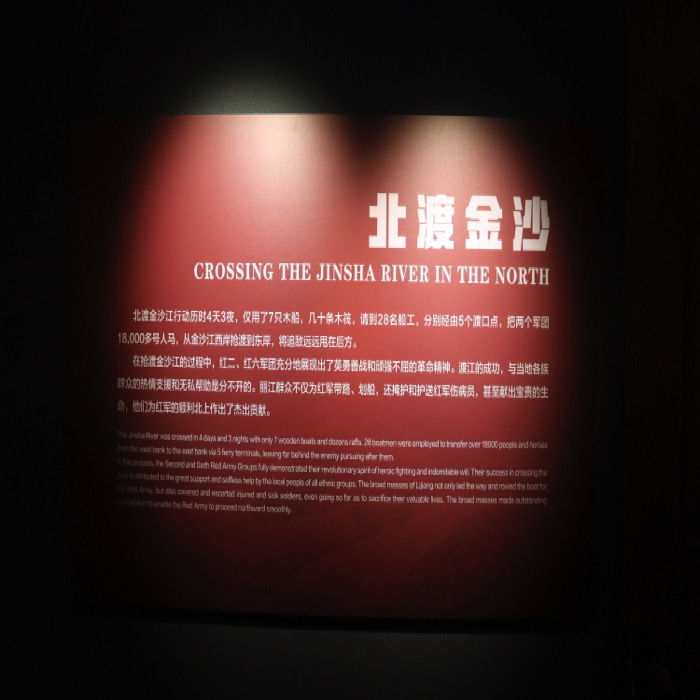 北渡金沙
CROSSING THE JINSHA RIVER IN THE NORTH
北渡金沙江行动历时4天3夜，仅用了7只木船，几十条木筏，请到28名船工，分别经由5个渡口点，把两个军团
18,000多号人马，从金沙江西岸抢渡到东岸，将追敌远远甩在后方。
在抢渡金沙江的过程中，红二、红六军团充分地展现出了英勇善战和顽强不屈的革命精神。渡江的成功，与当地各族
群众的热情支援和无私帮助是分不开的。丽江群众不仅为红军带路、划船，还掩护和护送红军伤病员，甚至献出宝贵的生
命，他们为红军的顺利北上作出了杰出贡献。
The Jinsha River was crossed in 4 days and 3 nights with only 7 wooden boats and dozens rafts. 28 boatmen were employed to transfer over 18000 people and horses
from the west bank to the east bank via 5 ferry terminals, leaving far behind the enemy pursuing after them.
In the process, the Second and Sixth Red Army Groups fully demonstrated their revolutionary spirit of heroic fighting and indomitable will. Their success in crossing the
river is attributed to the great support and selfless help by the local people of all ethnic groups. The broad masses of Lijiang not only led the way and rowed the boat for
the Red Army, but also covered and escorted injured and sick soldiers, even going so far as to sacrifice their valuable lives. The broad masses made outstanding
contribution to enable the Red Army to proceed northward smoothly.